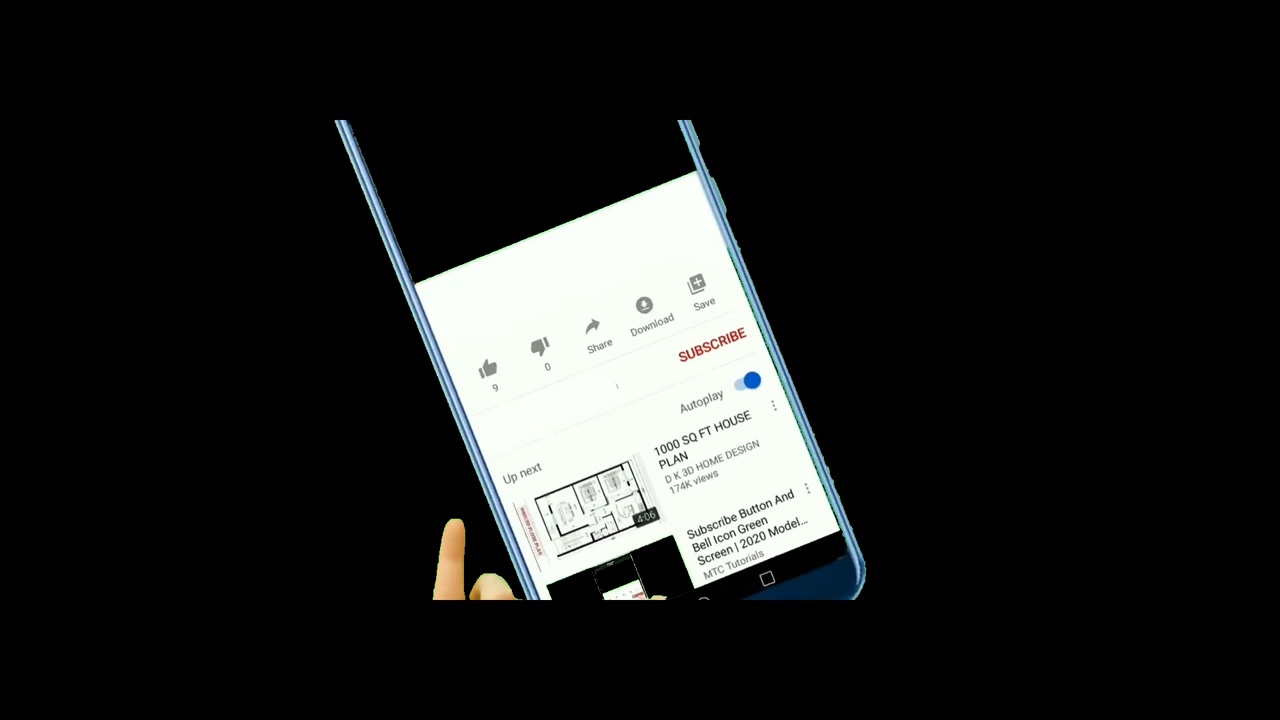 9
0
Share
Download
Save
SUBSCRIBE
Autoplay
Up next
1000 SQ FT HOUSE
PLAN
D K 3D HOME DESIGN
174K views
4:06
Subscribe Button And
Bell Icon Green
Screen | 2020 Model...
MTC Tutorials